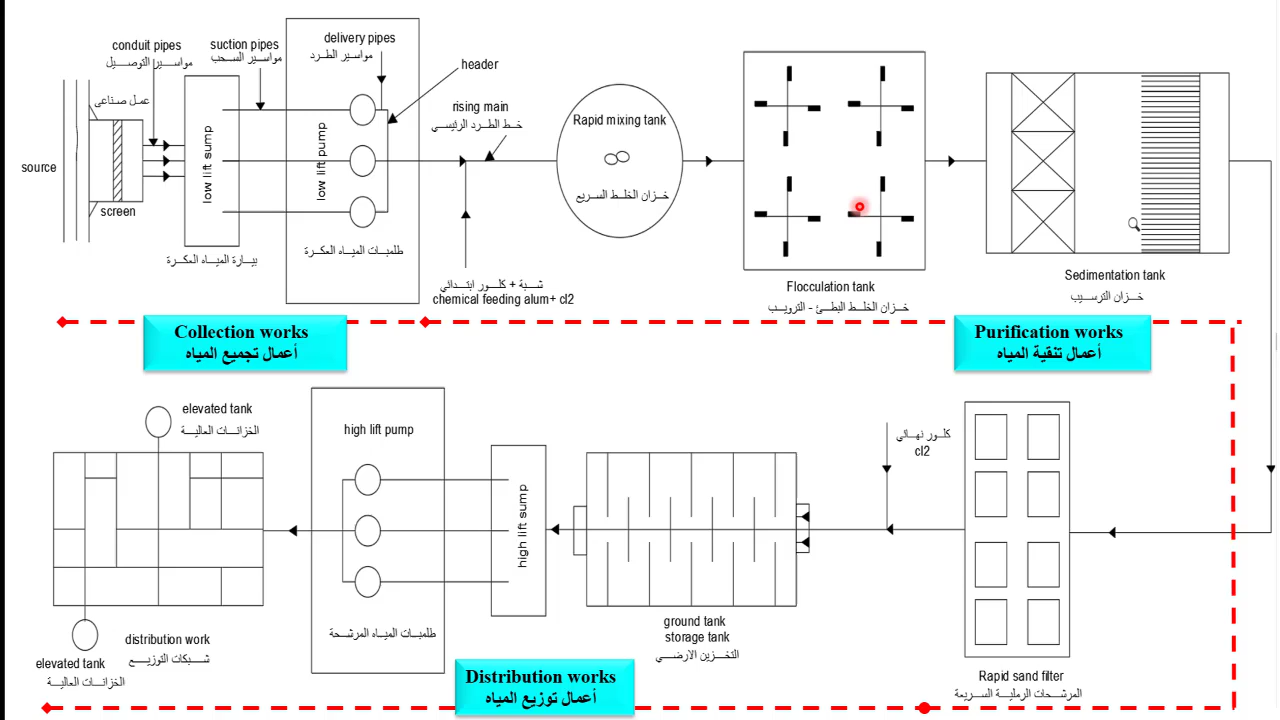 conduit pipes
مواسير التوصيل
suction pipes
مواسير السحب
delivery pipes
مواسير الطرد
header
عمل صناعى
source
screen
low lift sump
بيارة المياه العكرة
low lift pump
طلمبات المياه العكرة
rising main
خط الطرد الرئيسي
شبة + كلور ابتدائي
chemical feeding alum+ cl2
Rapid mixing tank
خزان الخلط السريع
Flocculation tank
خزان الخلط البطئ - الترويب
Sedimentation tank
خزان الترسيب
Collection works
أعمال تجميع المياه
Purification works
أعمال تنقية المياه
elevated tank
الخزانات العالية
high lift pump
طلمبات المياه المرشحة
high lift sump
كلور نهائي
cl2
ground tank
storage tank
التخزين الارضي
distribution work
شبكات التوزيع
elevated tank
الخزانات العالية
Rapid sand filter
المرشحات الرملية السريعة
Distribution works
أعمال توزيع المياه